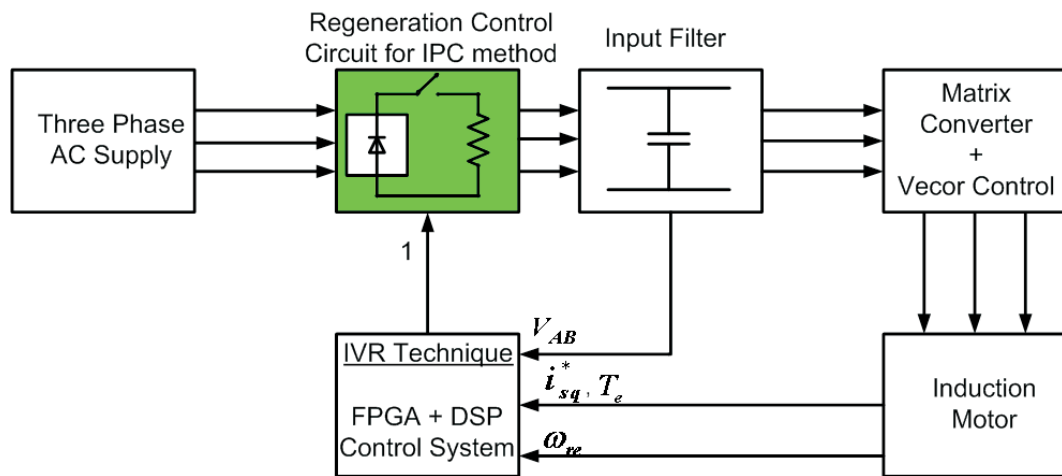 Regeneration Control
Circuit for IPC method
Input Filter
Three Phase
AC Supply
Matrix
Converter
+
Vecor Control
1
IVR Technique
FPGA + DSP
Control System
V_AB
i_sq^*, T_e
ω_re
Induction
Motor